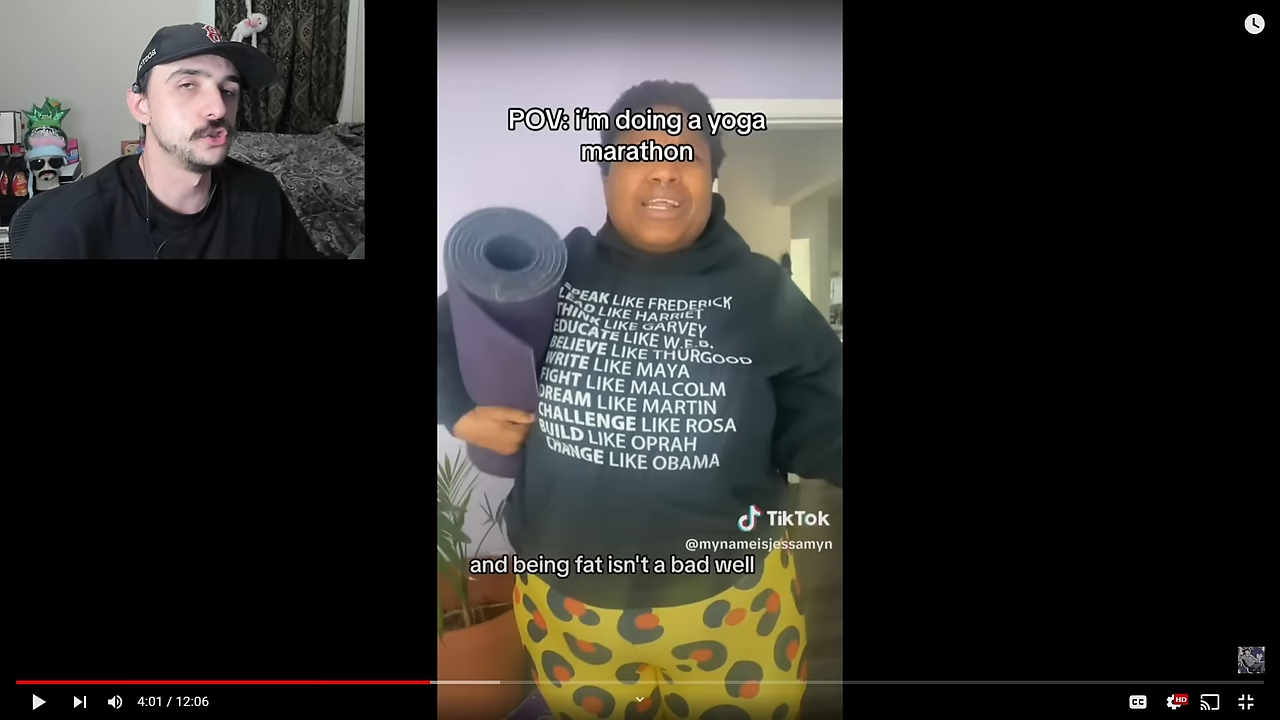 POV: i'm doing a yoga
marathon
SPEAK LIKE FREDERICK
LEAD LIKE HARRIET
THINK LIKE GARVEY
EDUCATE LIKE W.E.B.
BELIEVE LIKE THURGOOD
WRITE LIKE MAYA
FIGHT LIKE MALCOLM
DREAM LIKE MARTIN
CHALLENGE LIKE ROSA
BUILD LIKE OPRAH
CHANGE LIKE OBAMA
TikTok
@mynameisjessamyn
and being fat isn't a bad well
4:01 / 12:06
CC
HD